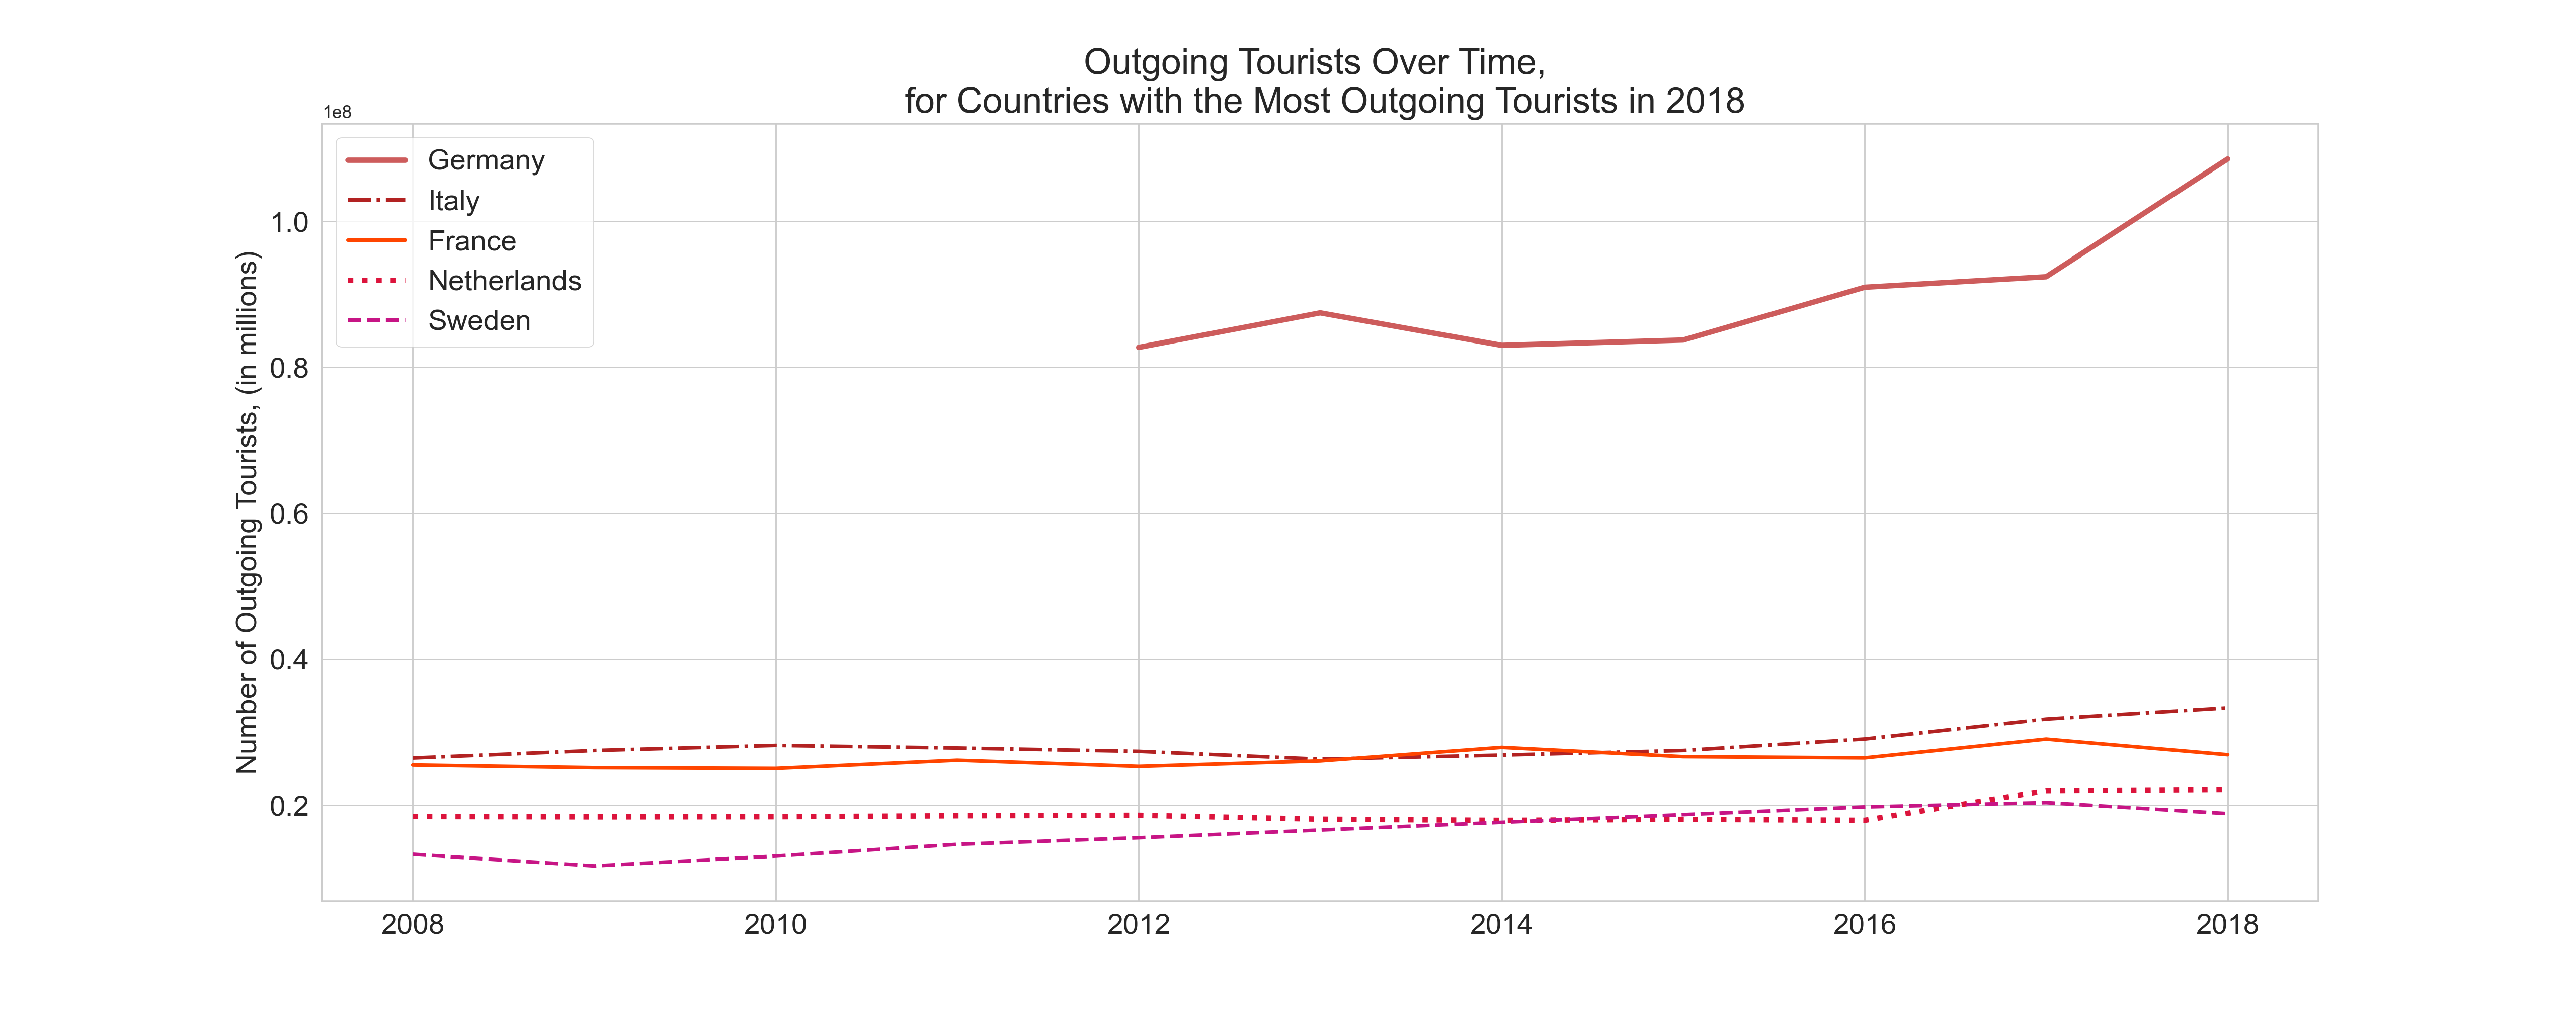 Outgoing Tourists Over Time,
for Countries with the Most Outgoing Tourists in 2018
1e8
Germany
Italy
France
Netherlands
Sweden
Number of Outgoing Tourists, (in millions)
1.0
0.8
0.6
0.4
0.2
2008 2010 2012 2014 2016 2018